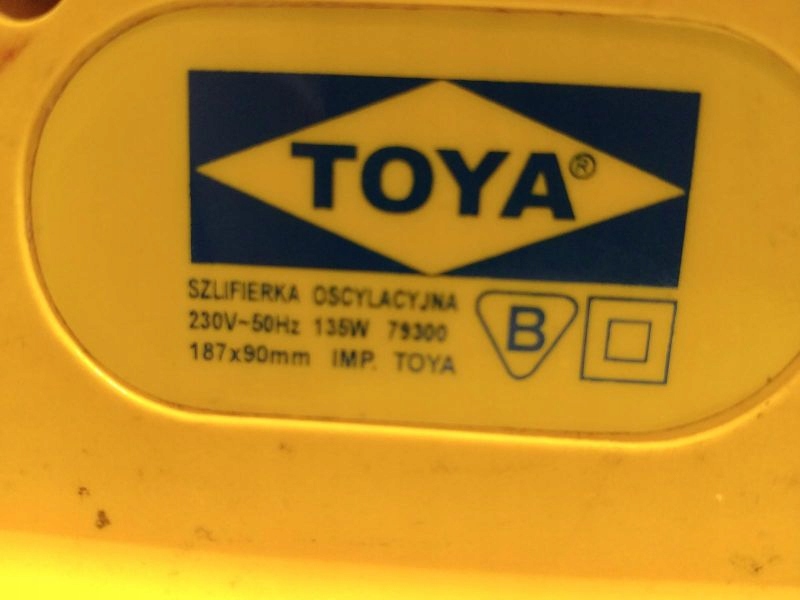 TOYA®
SZLIFIERKA OSCYLACYJNA
230V~50Hz 135W 79300
187x90mm IMP. TOYA
B